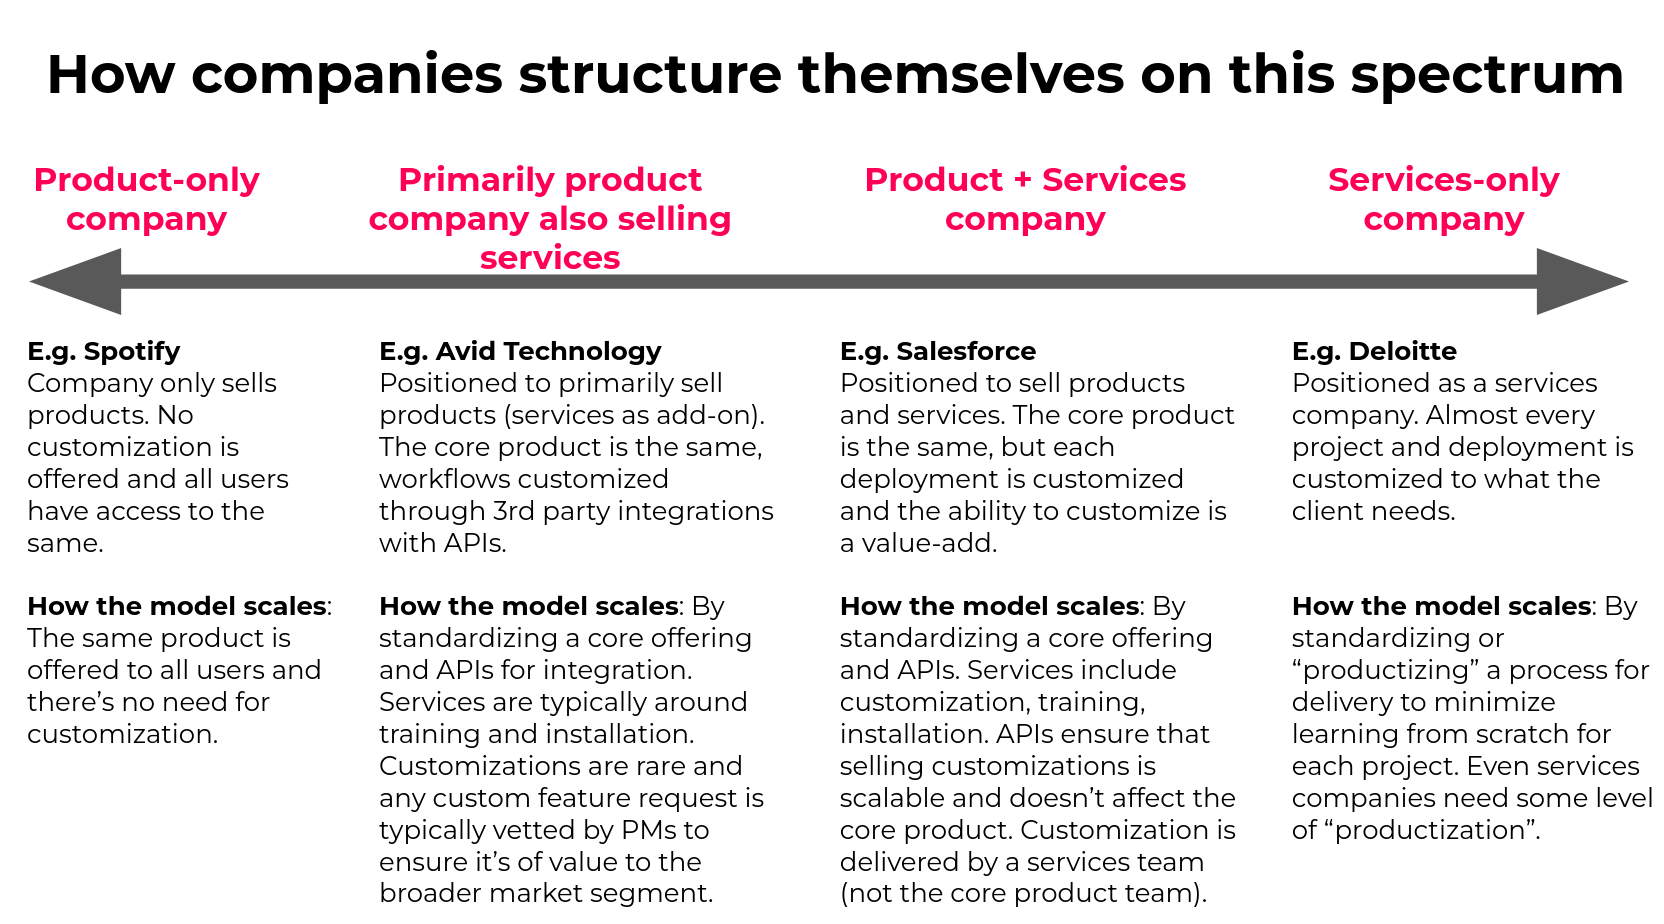 How companies structure themselves on this spectrum
Product-only
company
Primarily product
company also selling
services
Product + Services
company
Services-only
company
E.g. Spotify
Company only sells
products. No
customization is
offered and all users
have access to the
same.
How the model scales:
The same product is
offered to all users and
there’s no need for
customization.
E.g. Avid Technology
Positioned to primarily sell
products (services as add-on).
The core product is the same,
workflows customized
through 3rd party integrations
with APIs.
How the model scales: By
standardizing a core offering
and APIs for integration.
Services are typically around
training and installation.
Customizations are rare and
any custom feature request is
typically vetted by PMs to
ensure it’s of value to the
broader market segment.
E.g. Salesforce
Positioned to sell products
and services. The core product
is the same, but each
deployment is customized
and the ability to customize is
a value-add.
How the model scales: By
standardizing a core offering
and APIs. Services include
customization, training,
installation. APIs ensure that
selling customizations is
scalable and doesn’t affect the
core product. Customization is
delivered by a services team
(not the core product team).
E.g. Deloitte
Positioned as a services
company. Almost every
project and deployment is
customized to what the
client needs.
How the model scales: By
standardizing or
“productizing” a process for
delivery to minimize
learning from scratch for
each project. Even services
companies need some level
of “productization”.